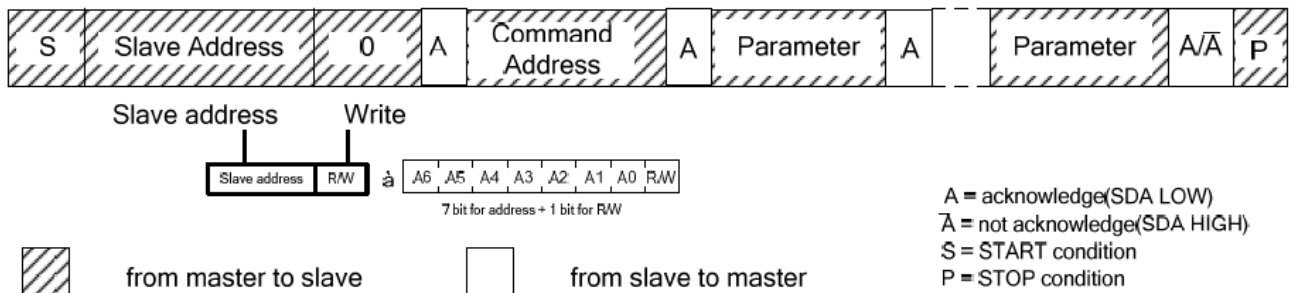 S Slave Address 0 A Command Address A Parameter A Parameter A/A̅ P
Slave address Write
Slave address R/W à A6 A5 A4 A3 A2 A1 A0 R/W
7 bit for address + 1 bit for R/W
A = acknowledge(SDA LOW)
A̅ = not acknowledge(SDA HIGH)
S = START condition
P = STOP condition
from master to slave from slave to master